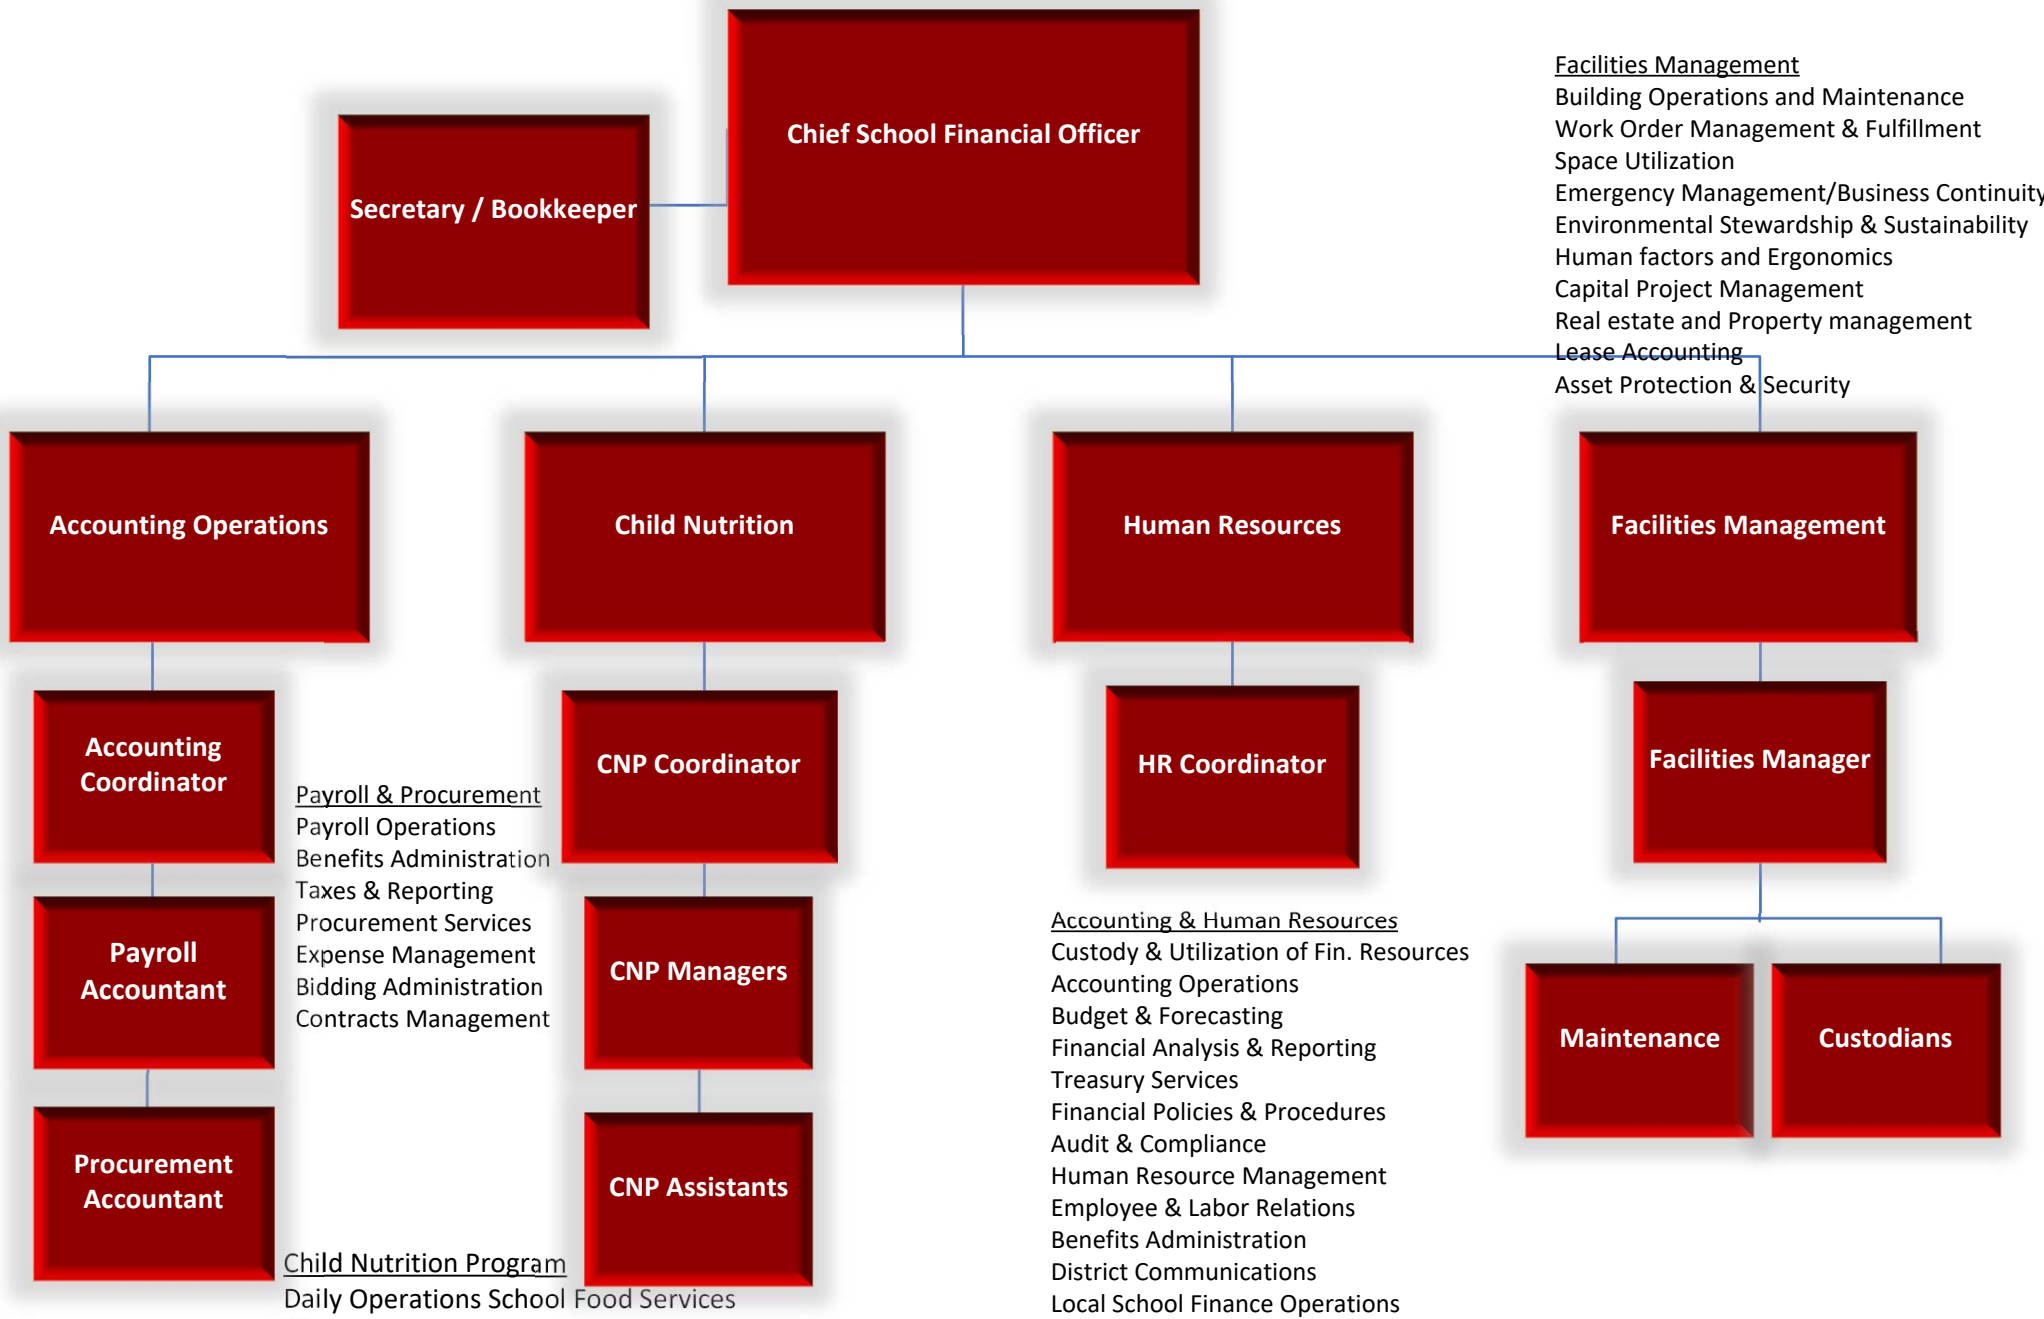 Chief School Financial Officer
Secretary / Bookkeeper
Facilities Management
Building Operations and Maintenance
Work Order Management & Fulfillment
Space Utilization
Emergency Management/Business Continuity
Environmental Stewardship & Sustainability
Human factors and Ergonomics
Capital Project Management
Real estate and Property management
Lease Accounting
Asset Protection & Security
Accounting Operations
Child Nutrition
Human Resources
Facilities Management
Accounting
Coordinator
Payroll
Accountant
Procurement
Accountant
Payroll & Procurement
Payroll Operations
Benefits Administration
Taxes & Reporting
Procurement Services
Expense Management
Bidding Administration
Contracts Management
Child Nutrition Program
Daily Operations School Food Services
CNP Coordinator
CNP Managers
CNP Assistants
HR Coordinator
Accounting & Human Resources
Custody & Utilization of Fin. Resources
Accounting Operations
Budget & Forecasting
Financial Analysis & Reporting
Treasury Services
Financial Policies & Procedures
Audit & Compliance
Human Resource Management
Employee & Labor Relations
Benefits Administration
District Communications
Local School Finance Operations
Facilities Manager
Maintenance
Custodians